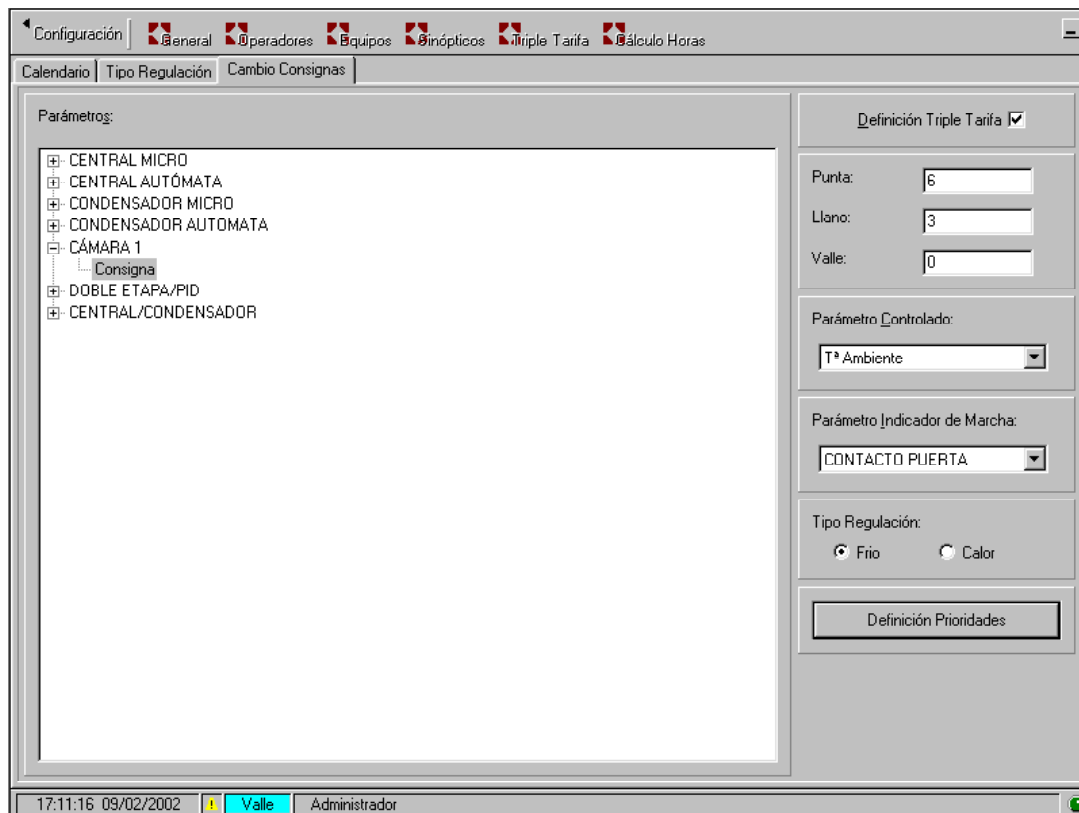 Configuración General Operadores Equipos Sinópticos Triple Tarifa Cálculo Horas
Calendario Tipo Regulación Cambio Consignas
Parámetros:
Definición Triple Tarifa
CENTRAL MICRO
CENTRAL AUTÓMATA
CONDENSADOR MICRO
CONDENSADOR AUTOMATA
CÁMARA 1
Consigna
DOBLE ETAPA/PID
CENTRAL/CONDENSADOR
Punta: 6
Llano: 3
Valle: 0
Parámetro Controlado:
Tª Ambiente
Parámetro Indicador de Marcha:
CONTACTO PUERTA
Tipo Regulación:
Frio Calor
Definición Prioridades
17:11:16 09/02/2002 Valle Administrador